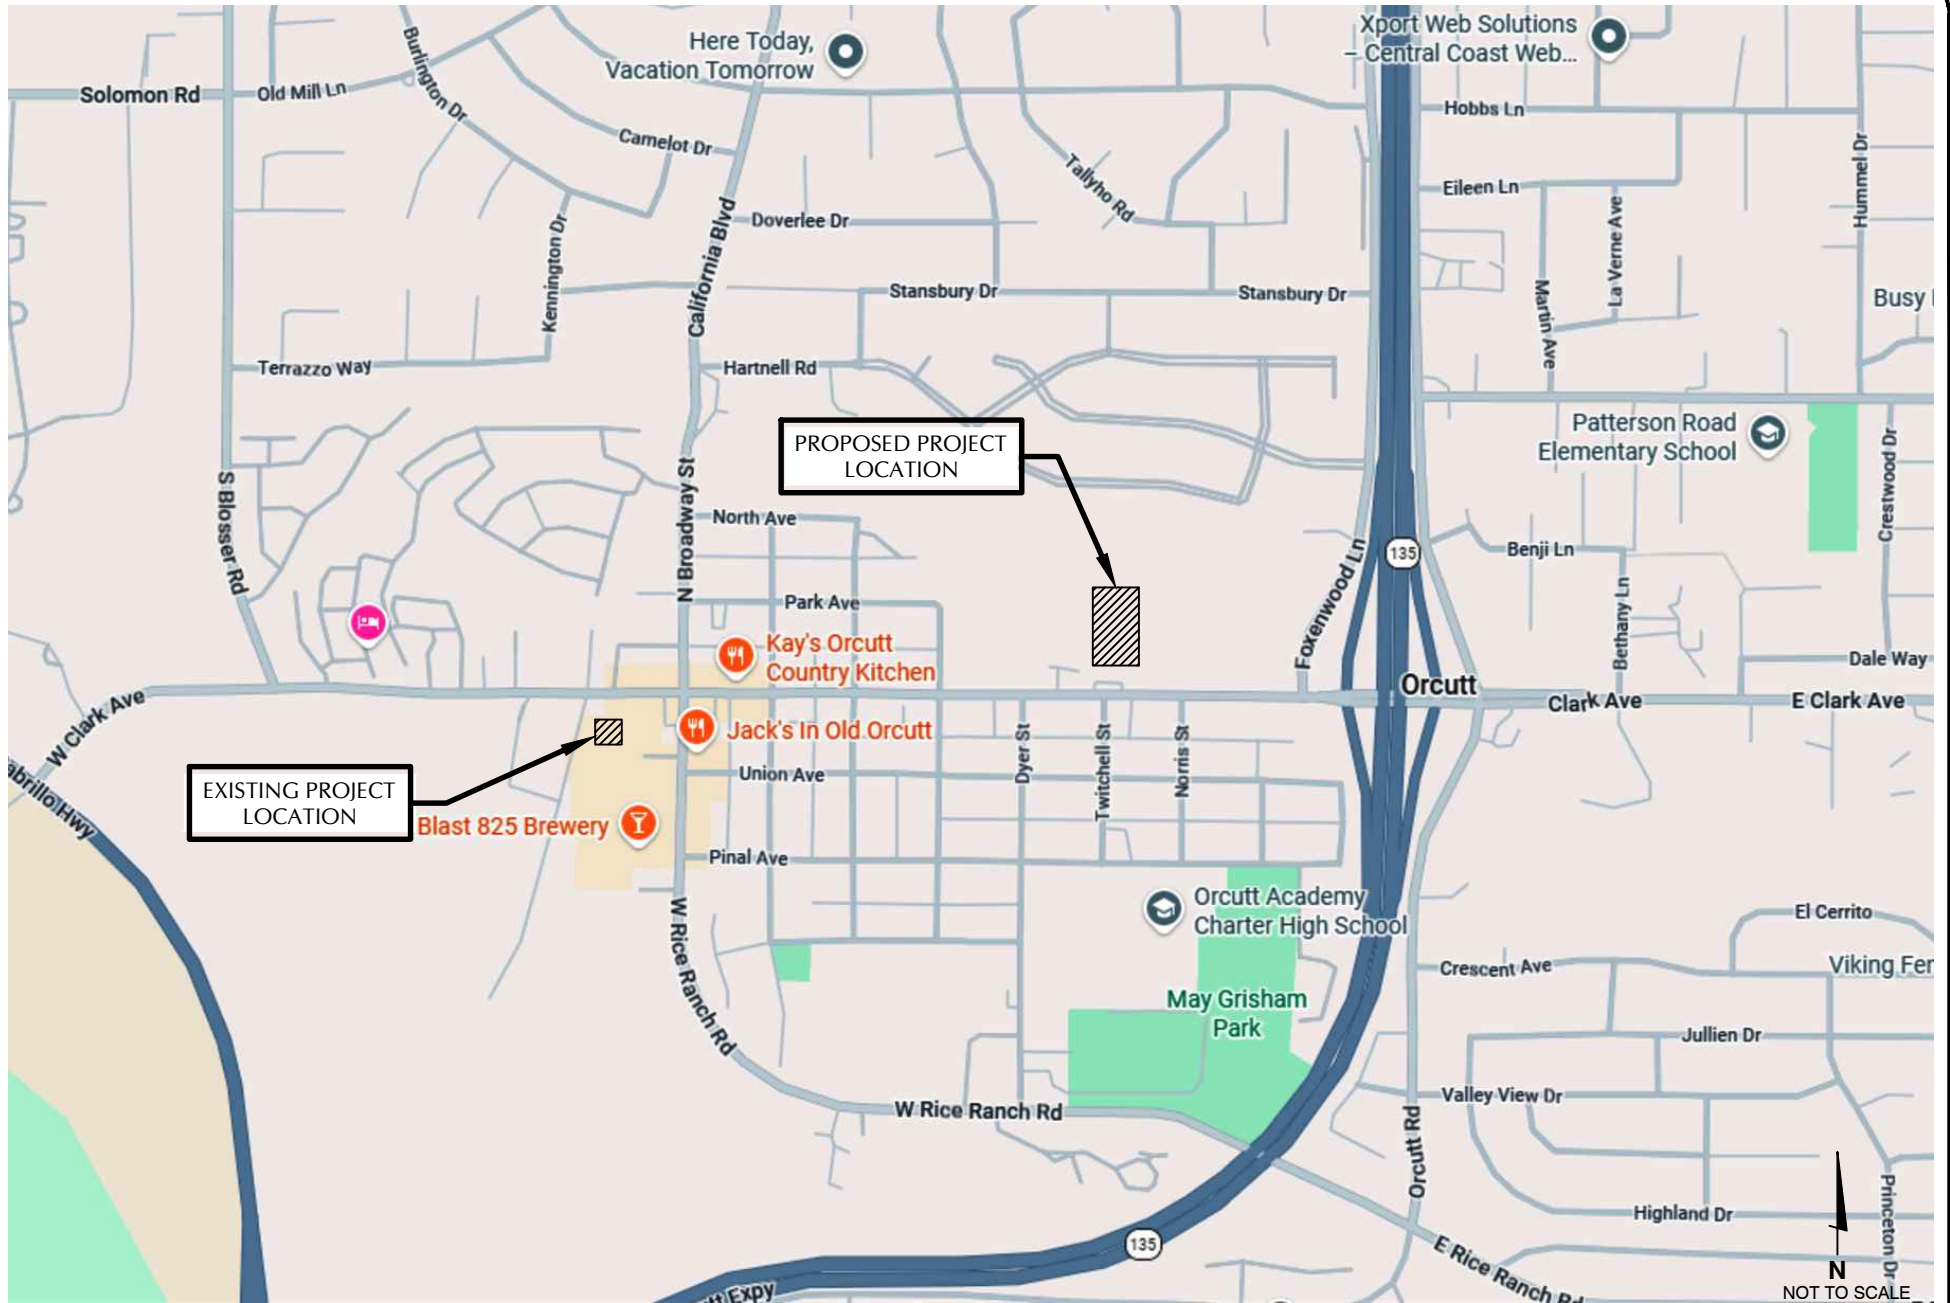 Xport Web Solutions
– Central Coast Web...
Here Today,
Vacation Tomorrow
Solomon Rd
Old Mill Ln
Burlington Dr
Camelot Dr
Hobbs Ln
Hummel Dr
Tallyho Rd
Eileen Ln
La Verne Ave
California Blvd
Doverlee Dr
Kennington Dr
Stansbury Dr
Stansbury Dr
Martin Ave
Busy
Terrazzo Way
Hartnell Rd
PROPOSED PROJECT
LOCATION
Patterson Road
Elementary School
Crestwood Dr
S Blosser Rd
N Broadway St
North Ave
135
Benji Ln
Foxenwood Ln
Bethany Ln
Park Ave
Kay's Orcutt
Country Kitchen
Dale Way
Orcutt
W Clark Ave
Clark Ave
E Clark Ave
Jack's In Old Orcutt
Dyer St
Twitchell St
Norris St
Union Ave
EXISTING PROJECT
LOCATION
abrillo Hwy
Blast 825 Brewery
Pinal Ave
Orcutt Academy
Charter High School
El Cerrito
W Rice Ranch Rd
Crescent Ave
Viking Fer
May Grisham
Park
Jullien Dr
Valley View Dr
W Rice Ranch Rd
Orcutt Rd
Princeton Dr
Highland Dr
135
E Rice Ranch Rd
tt Expy
N
NOT TO SCALE